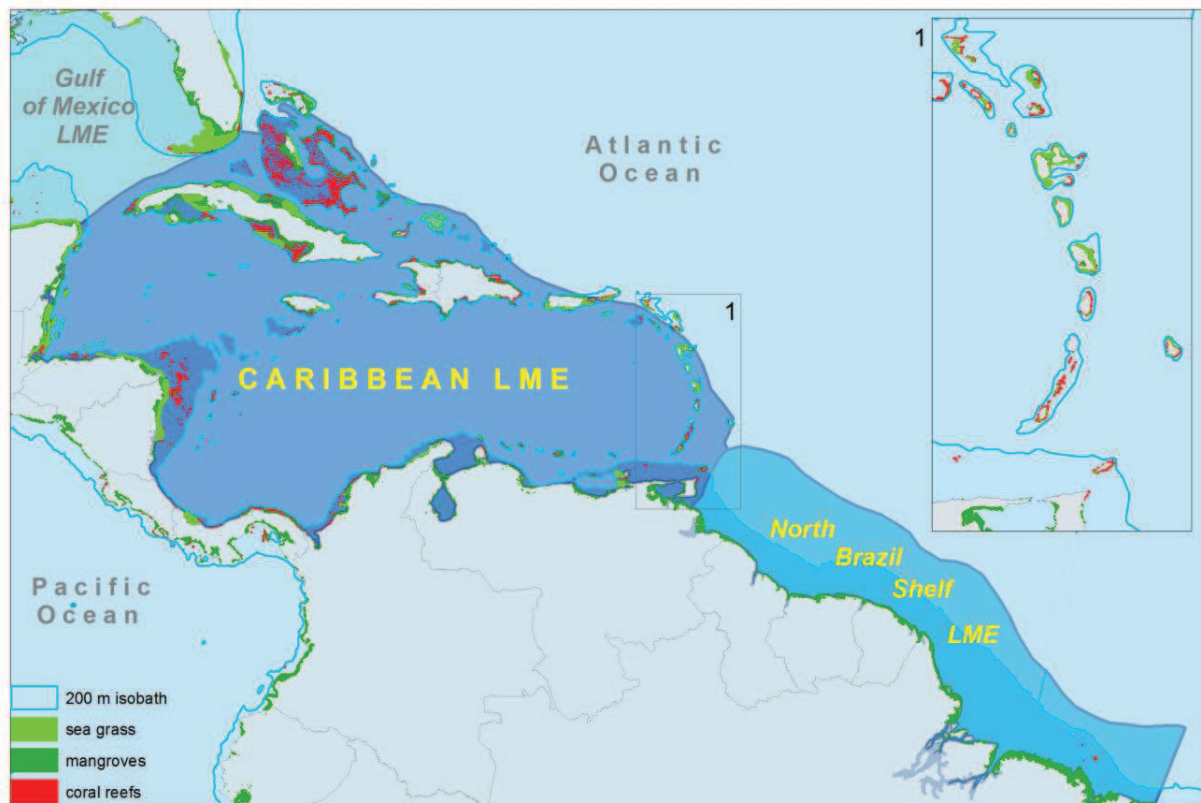 Gulf
of Mexico
LME
Atlantic
Ocean
1
1
CARIBBEAN LME
North
Brazil
Shelf
LME
Pacific
Ocean
200 m isobath
sea grass
mangroves
coral reefs